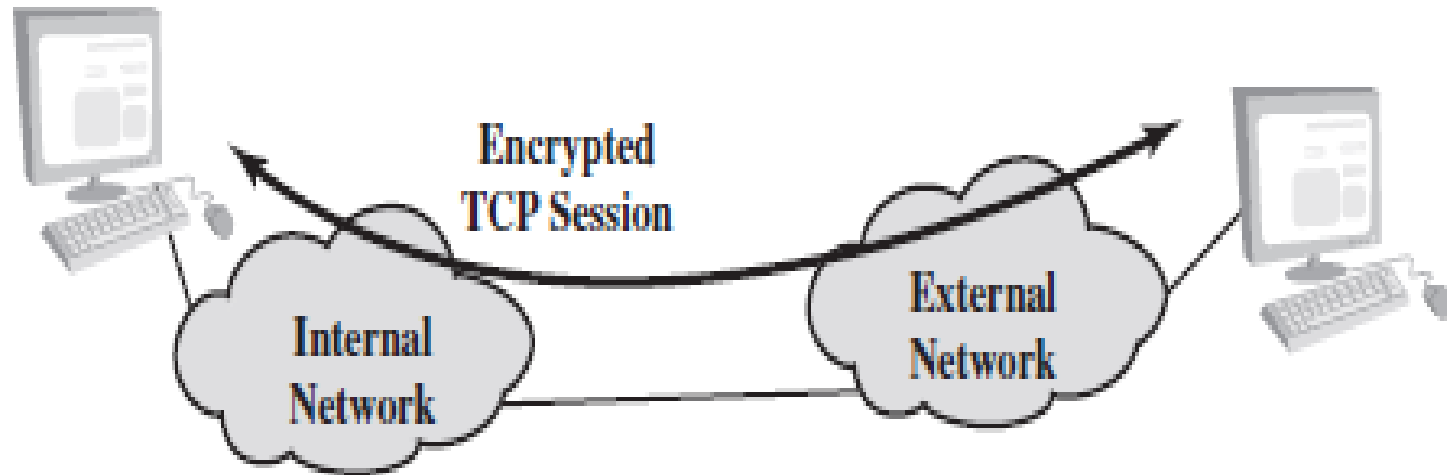 Encrypted
TCP Session
Internal
Network
External
Network